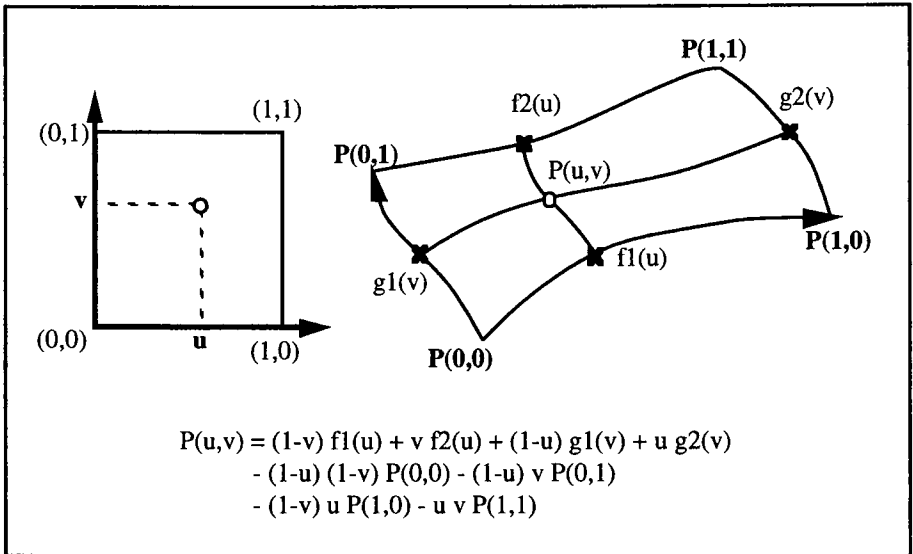 P(1,1)
(1,1)
f2(u)
g2(v)
(0,1)
P(0,1)
P(u,v)
v
P(1,0)
f1(u)
g1(v)
(0,0)
u
(1,0)
P(0,0)
P(u,v) = (1-v) f1(u) + v f2(u) + (1-u) g1(v) + u g2(v)
- (1-u) (1-v) P(0,0) - (1-u) v P(0,1)
- (1-v) u P(1,0) - u v P(1,1)